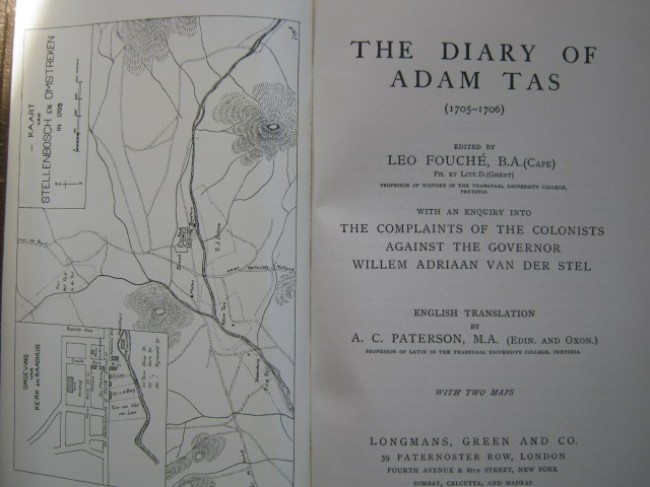 KAART
VAN
STELLENBOSCH EN OMSTREKEN
IN 1705
OMGEVING
VAN
KERK EN RAADHUIS
THE DIARY OF
ADAM TAS
(1705–1706)
EDITED BY
LEO FOUCHÉ, B.A.(CAPE)
PH. ET LITT.D.(GHENT)
PROFESSOR OF HISTORY IN THE TRANSVAAL UNIVERSITY COLLEGE,
PRETORIA
WITH AN ENQUIRY INTO
THE COMPLAINTS OF THE COLONISTS
AGAINST THE GOVERNOR
WILLEM ADRIAAN VAN DER STEL
ENGLISH TRANSLATION
BY
A. C. PATERSON, M.A. (EDIN. AND OXON.)
PROFESSOR OF LATIN IN THE TRANSVAAL UNIVERSITY COLLEGE, PRETORIA
WITH TWO MAPS
LONGMANS, GREEN AND CO.
39 PATERNOSTER ROW, LONDON
FOURTH AVENUE & 30TH STREET, NEW YORK
BOMBAY, CALCUTTA, AND MADRAS